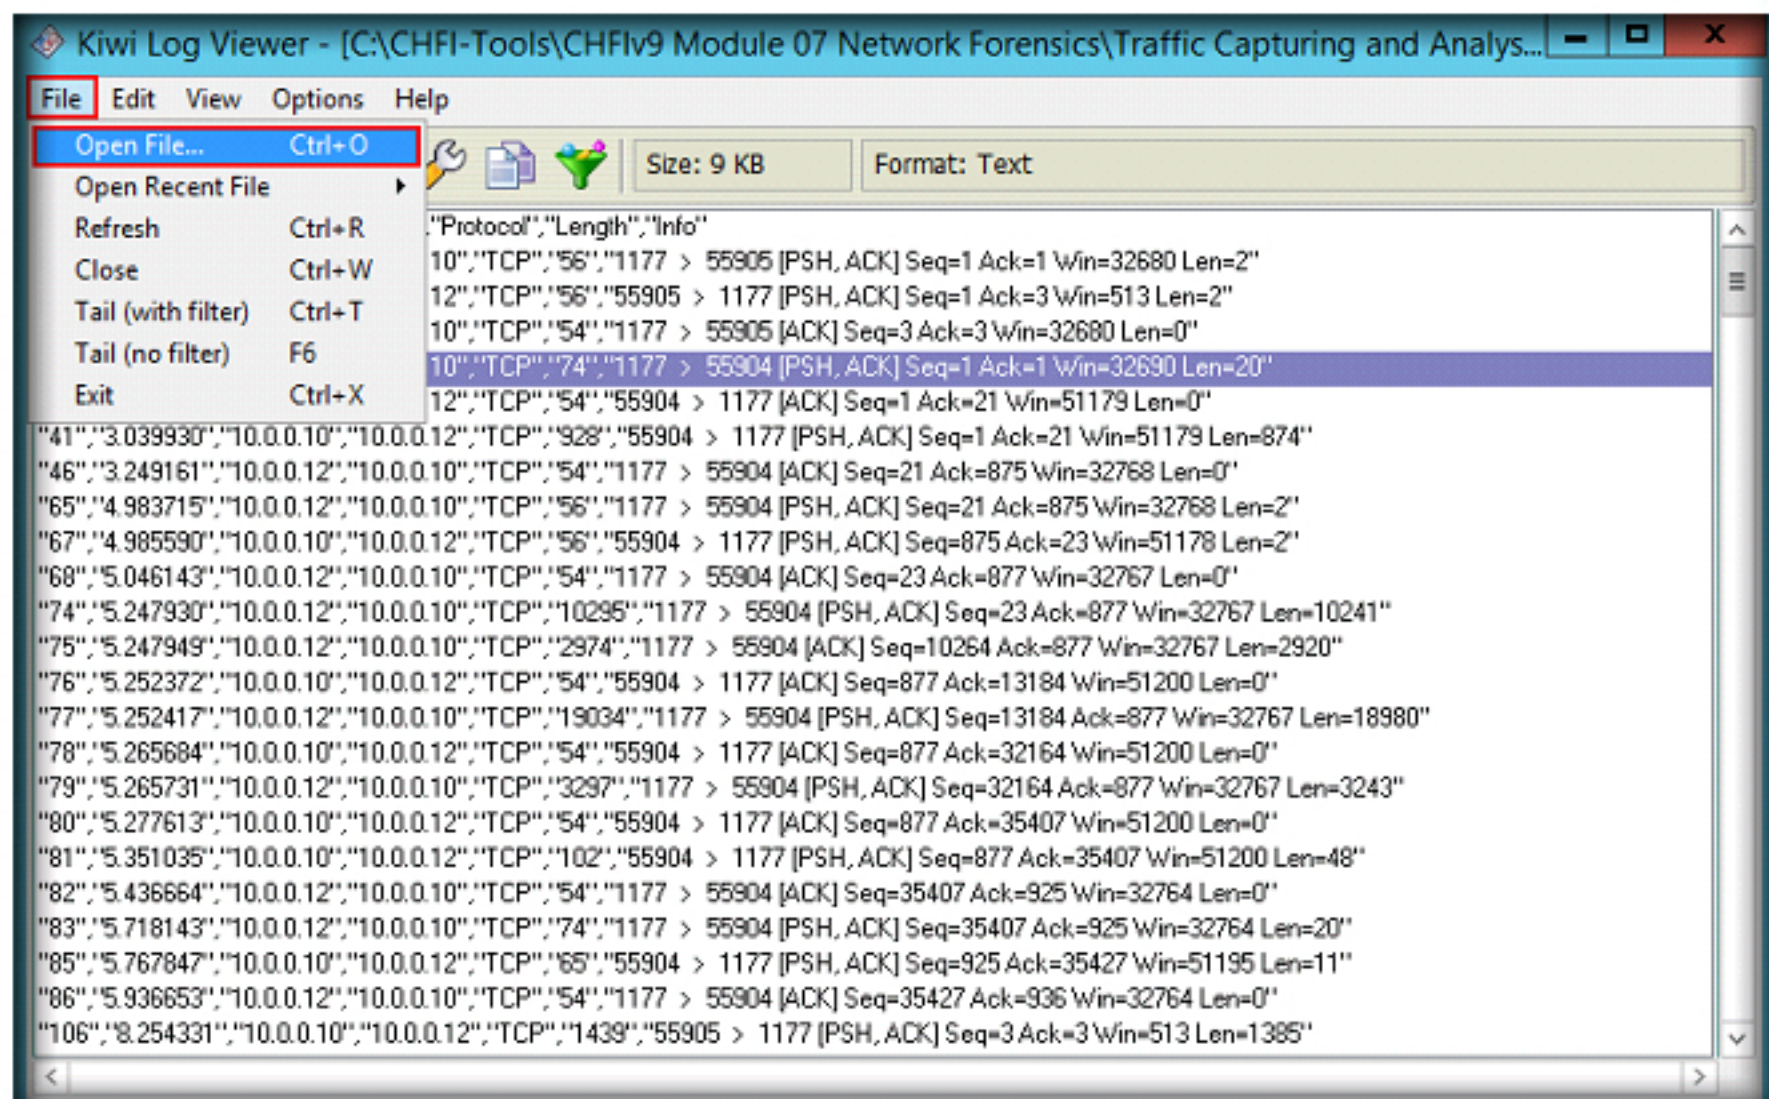 Kiwi Log Viewer - [C:\CHFI-Tools\CHFIv9 Module 07 Network Forensics\Traffic Capturing and Analys...
File Edit View Options Help
Open File... Ctrl+O
Open Recent File
Refresh Ctrl+R
Close Ctrl+W
Tail (with filter) Ctrl+T
Tail (no filter) F6
Exit Ctrl+X
Size: 9 KB Format: Text
,"Protocol","Length","Info"
10","TCP","56","1177 > 55905 [PSH, ACK] Seq=1 Ack=1 Win=32680 Len=2"
12","TCP","56","55905 > 1177 [PSH, ACK] Seq=1 Ack=3 Win=513 Len=2"
10","TCP","54","1177 > 55905 [ACK] Seq=3 Ack=3 Win=32680 Len=0"
10","TCP","74","1177 > 55904 [PSH, ACK] Seq=1 Ack=1 Win=32690 Len=20"
12","TCP","54","55904 > 1177 [ACK] Seq=1 Ack=21 Win=51179 Len=0"
"41","3.039930","10.0.0.10","10.0.0.12","TCP","928","55904 > 1177 [PSH, ACK] Seq=1 Ack=21 Win=51179 Len=874"
"46","3.249161","10.0.0.12","10.0.0.10","TCP","54","1177 > 55904 [ACK] Seq=21 Ack=875 Win=32768 Len=0"
"65","4.983715","10.0.0.12","10.0.0.10","TCP","56","1177 > 55904 [PSH, ACK] Seq=21 Ack=875 Win=32768 Len=2"
"67","4.985590","10.0.0.10","10.0.0.12","TCP","56","55904 > 1177 [PSH, ACK] Seq=875 Ack=23 Win=51178 Len=2"
"68","5.046143","10.0.0.12","10.0.0.10","TCP","54","1177 > 55904 [ACK] Seq=23 Ack=877 Win=32767 Len=0"
"74","5.247930","10.0.0.12","10.0.0.10","TCP","10295","1177 > 55904 [PSH, ACK] Seq=23 Ack=877 Win=32767 Len=10241"
"75","5.247949","10.0.0.12","10.0.0.10","TCP","2974","1177 > 55904 [ACK] Seq=10264 Ack=877 Win=32767 Len=2920"
"76","5.252372","10.0.0.10","10.0.0.12","TCP","54","55904 > 1177 [ACK] Seq=877 Ack=13184 Win=51200 Len=0"
"77","5.252417","10.0.0.12","10.0.0.10","TCP","19034","1177 > 55904 [PSH, ACK] Seq=13184 Ack=877 Win=32767 Len=18980"
"78","5.265684","10.0.0.10","10.0.0.12","TCP","54","55904 > 1177 [ACK] Seq=877 Ack=32164 Win=51200 Len=0"
"79","5.265731","10.0.0.12","10.0.0.10","TCP","3297","1177 > 55904 [PSH, ACK] Seq=32164 Ack=877 Win=32767 Len=3243"
"80","5.277613","10.0.0.10","10.0.0.12","TCP","54","55904 > 1177 [ACK] Seq=877 Ack=35407 Win=51200 Len=0"
"81","5.351035","10.0.0.10","10.0.0.12","TCP","102","55904 > 1177 [PSH, ACK] Seq=877 Ack=35407 Win=51200 Len=48"
"82","5.436664","10.0.0.12","10.0.0.10","TCP","54","1177 > 55904 [ACK] Seq=35407 Ack=925 Win=32764 Len=0"
"83","5.718143","10.0.0.12","10.0.0.10","TCP","74","1177 > 55904 [PSH, ACK] Seq=35407 Ack=925 Win=32764 Len=20"
"85","5.767847","10.0.0.10","10.0.0.12","TCP","65","55904 > 1177 [PSH, ACK] Seq=925 Ack=35427 Win=51195 Len=11"
"86","5.936653","10.0.0.12","10.0.0.10","TCP","54","1177 > 55904 [ACK] Seq=35427 Ack=936 Win=32764 Len=0"
"106","8.254331","10.0.0.10","10.0.0.12","TCP","1439","55905 > 1177 [PSH, ACK] Seq=3 Ack=3 Win=513 Len=1385"